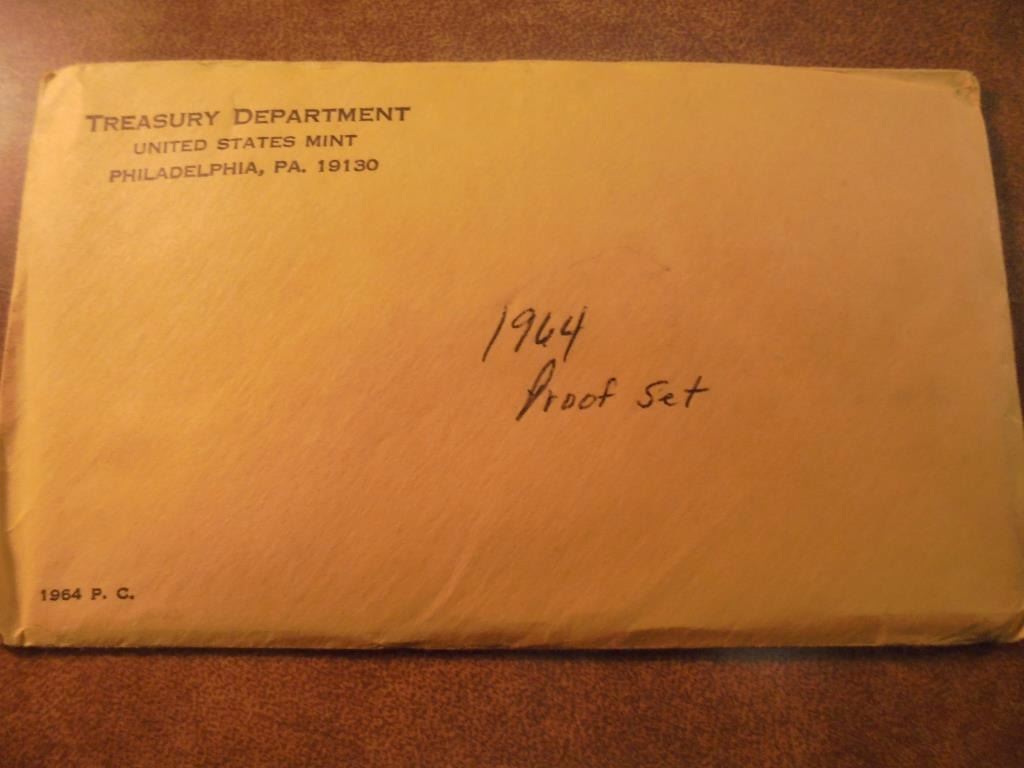 TREASURY DEPARTMENT
UNITED STATES MINT
PHILADELPHIA, PA. 19130
1964
Proof Set
1964 P. C.